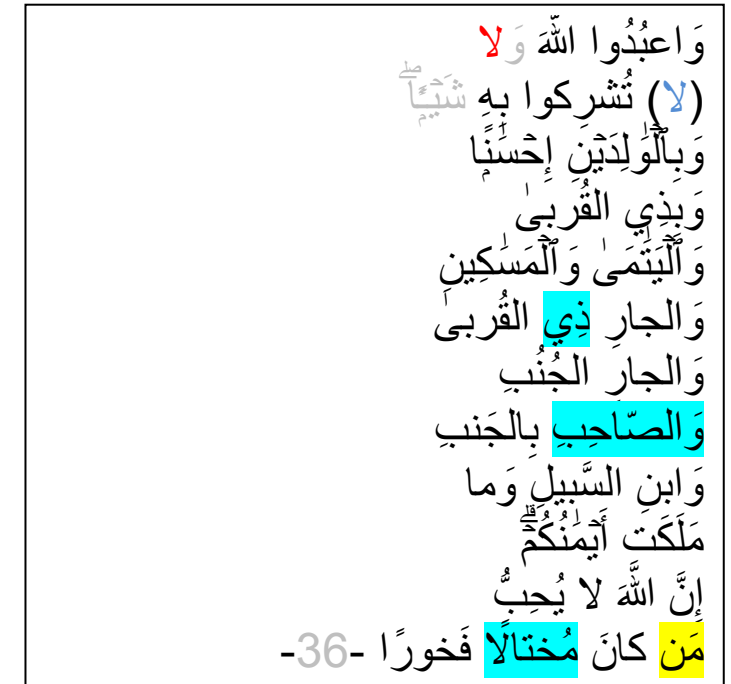 وَاعبُدُوا اللَّهَ وَلا
(لا) تُشرِكوا بِهِ شَيۡـٔٗاۖ
وَبِٱلۡوَٰلِدَيۡنِ إِحۡسَٰنٗا
وَبِذِي القُربىٰ
وَٱلۡيَتَٰمَىٰ وَٱلۡمَسَٰكِينِ
وَالجارِ ذِي القُربىٰ
وَالجارِ الجُنُبِ
وَالصّاحِبِ بِالجَنبِ
وَابنِ السَّبيلِ وَما
مَلَكَت أَيۡمَٰنُكُمۡۗ
إِنَّ اللَّهَ لا يُحِبُّ
مَن كانَ مُختالًا فَخورًا -36-